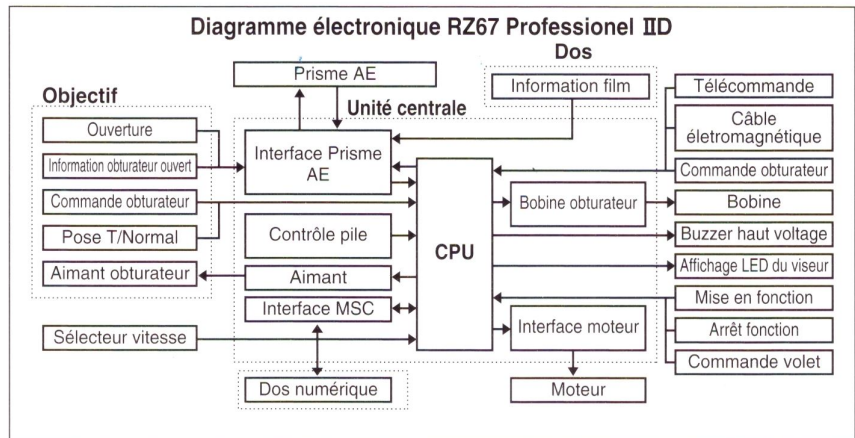 Diagramme électronique RZ67 Professionel IID
Dos
Prisme AE
Information film
Télécommande
Objectif
Unité centrale
Ouverture
Câble
életromagnétique
Information obturateur ouvert
Interface Prisme
AE
Commande obturateur
Commande obturateur
Bobine obturateur
Bobine
Pose T/Normal
Contrôle pile
CPU
Buzzer haut voltage
Aimant obturateur
Aimant
Affichage LED du viseur
Interface MSC
Mise en fonction
Sélecteur vitesse
Interface moteur
Arrêt fonction
Commande volet
Dos numérique
Moteur